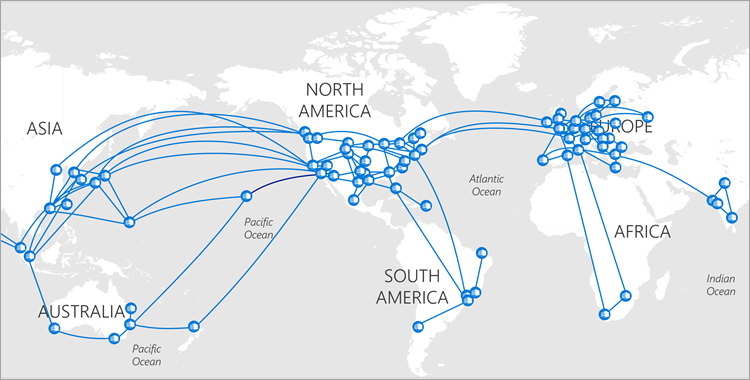 NORTH
AMERICA
ASIA
EUROPE
Atlantic
Ocean
Pacific
Ocean
AFRICA
SOUTH
AMERICA
Indian
Ocean
AUSTRALIA
Pacific
Ocean